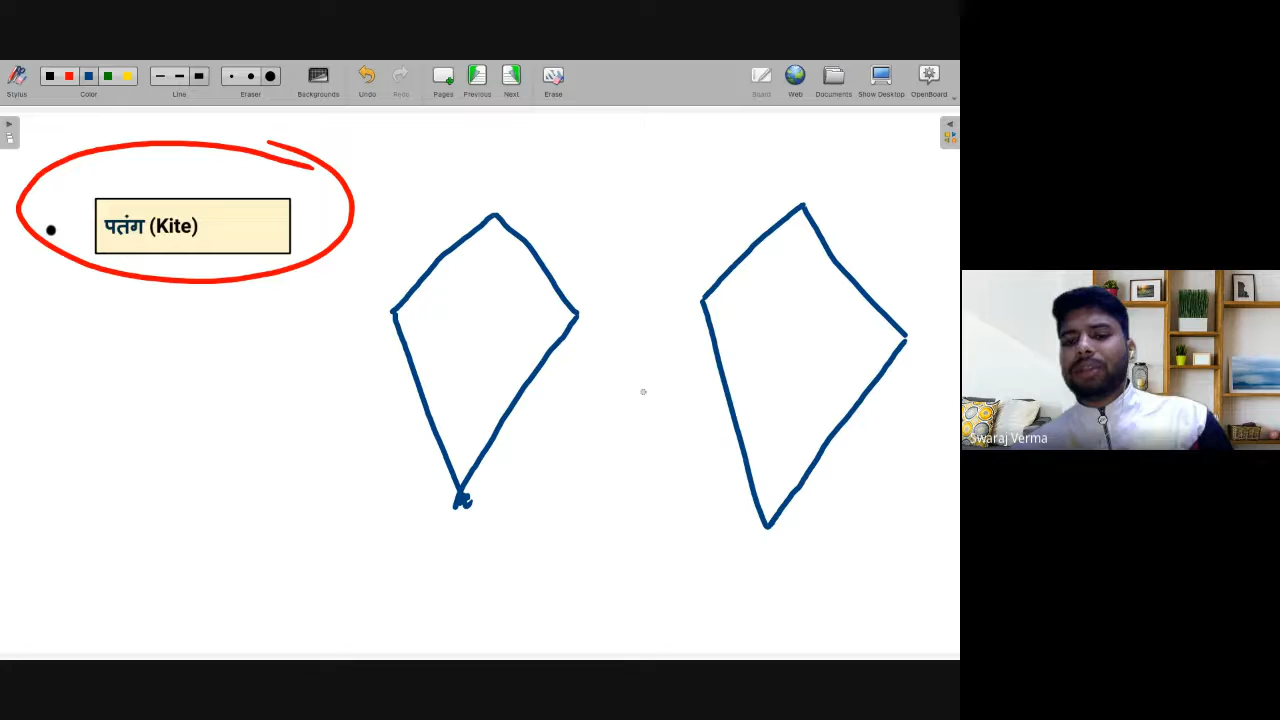 Stylus
Color
Line
Eraser
Backgrounds
Undo
Redo
Pages
Previous
Next
Erase
Board
Web
Documents
Show Desktop
OpenBoard
पतंग (Kite)
Swaraj Verma